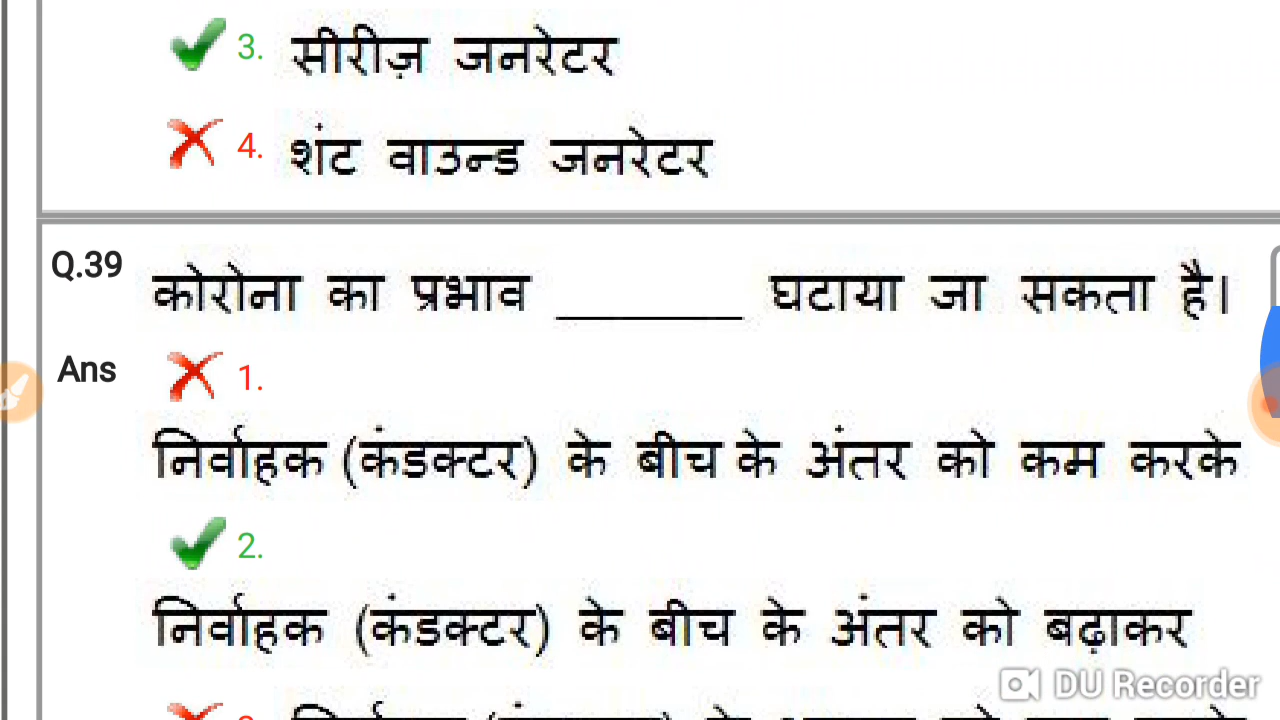 3. सीरीज़ जनरेटर
4. शंट वाउन्ड जनरेटर
Q.39 कोरोना का प्रभाव ________ घटाया जा सकता है।
Ans 1.
निर्वाहक (कंडक्टर) के बीच के अंतर को कम करके
2.
निर्वाहक (कंडक्टर) के बीच के अंतर को बढ़ाकर
DU Recorder